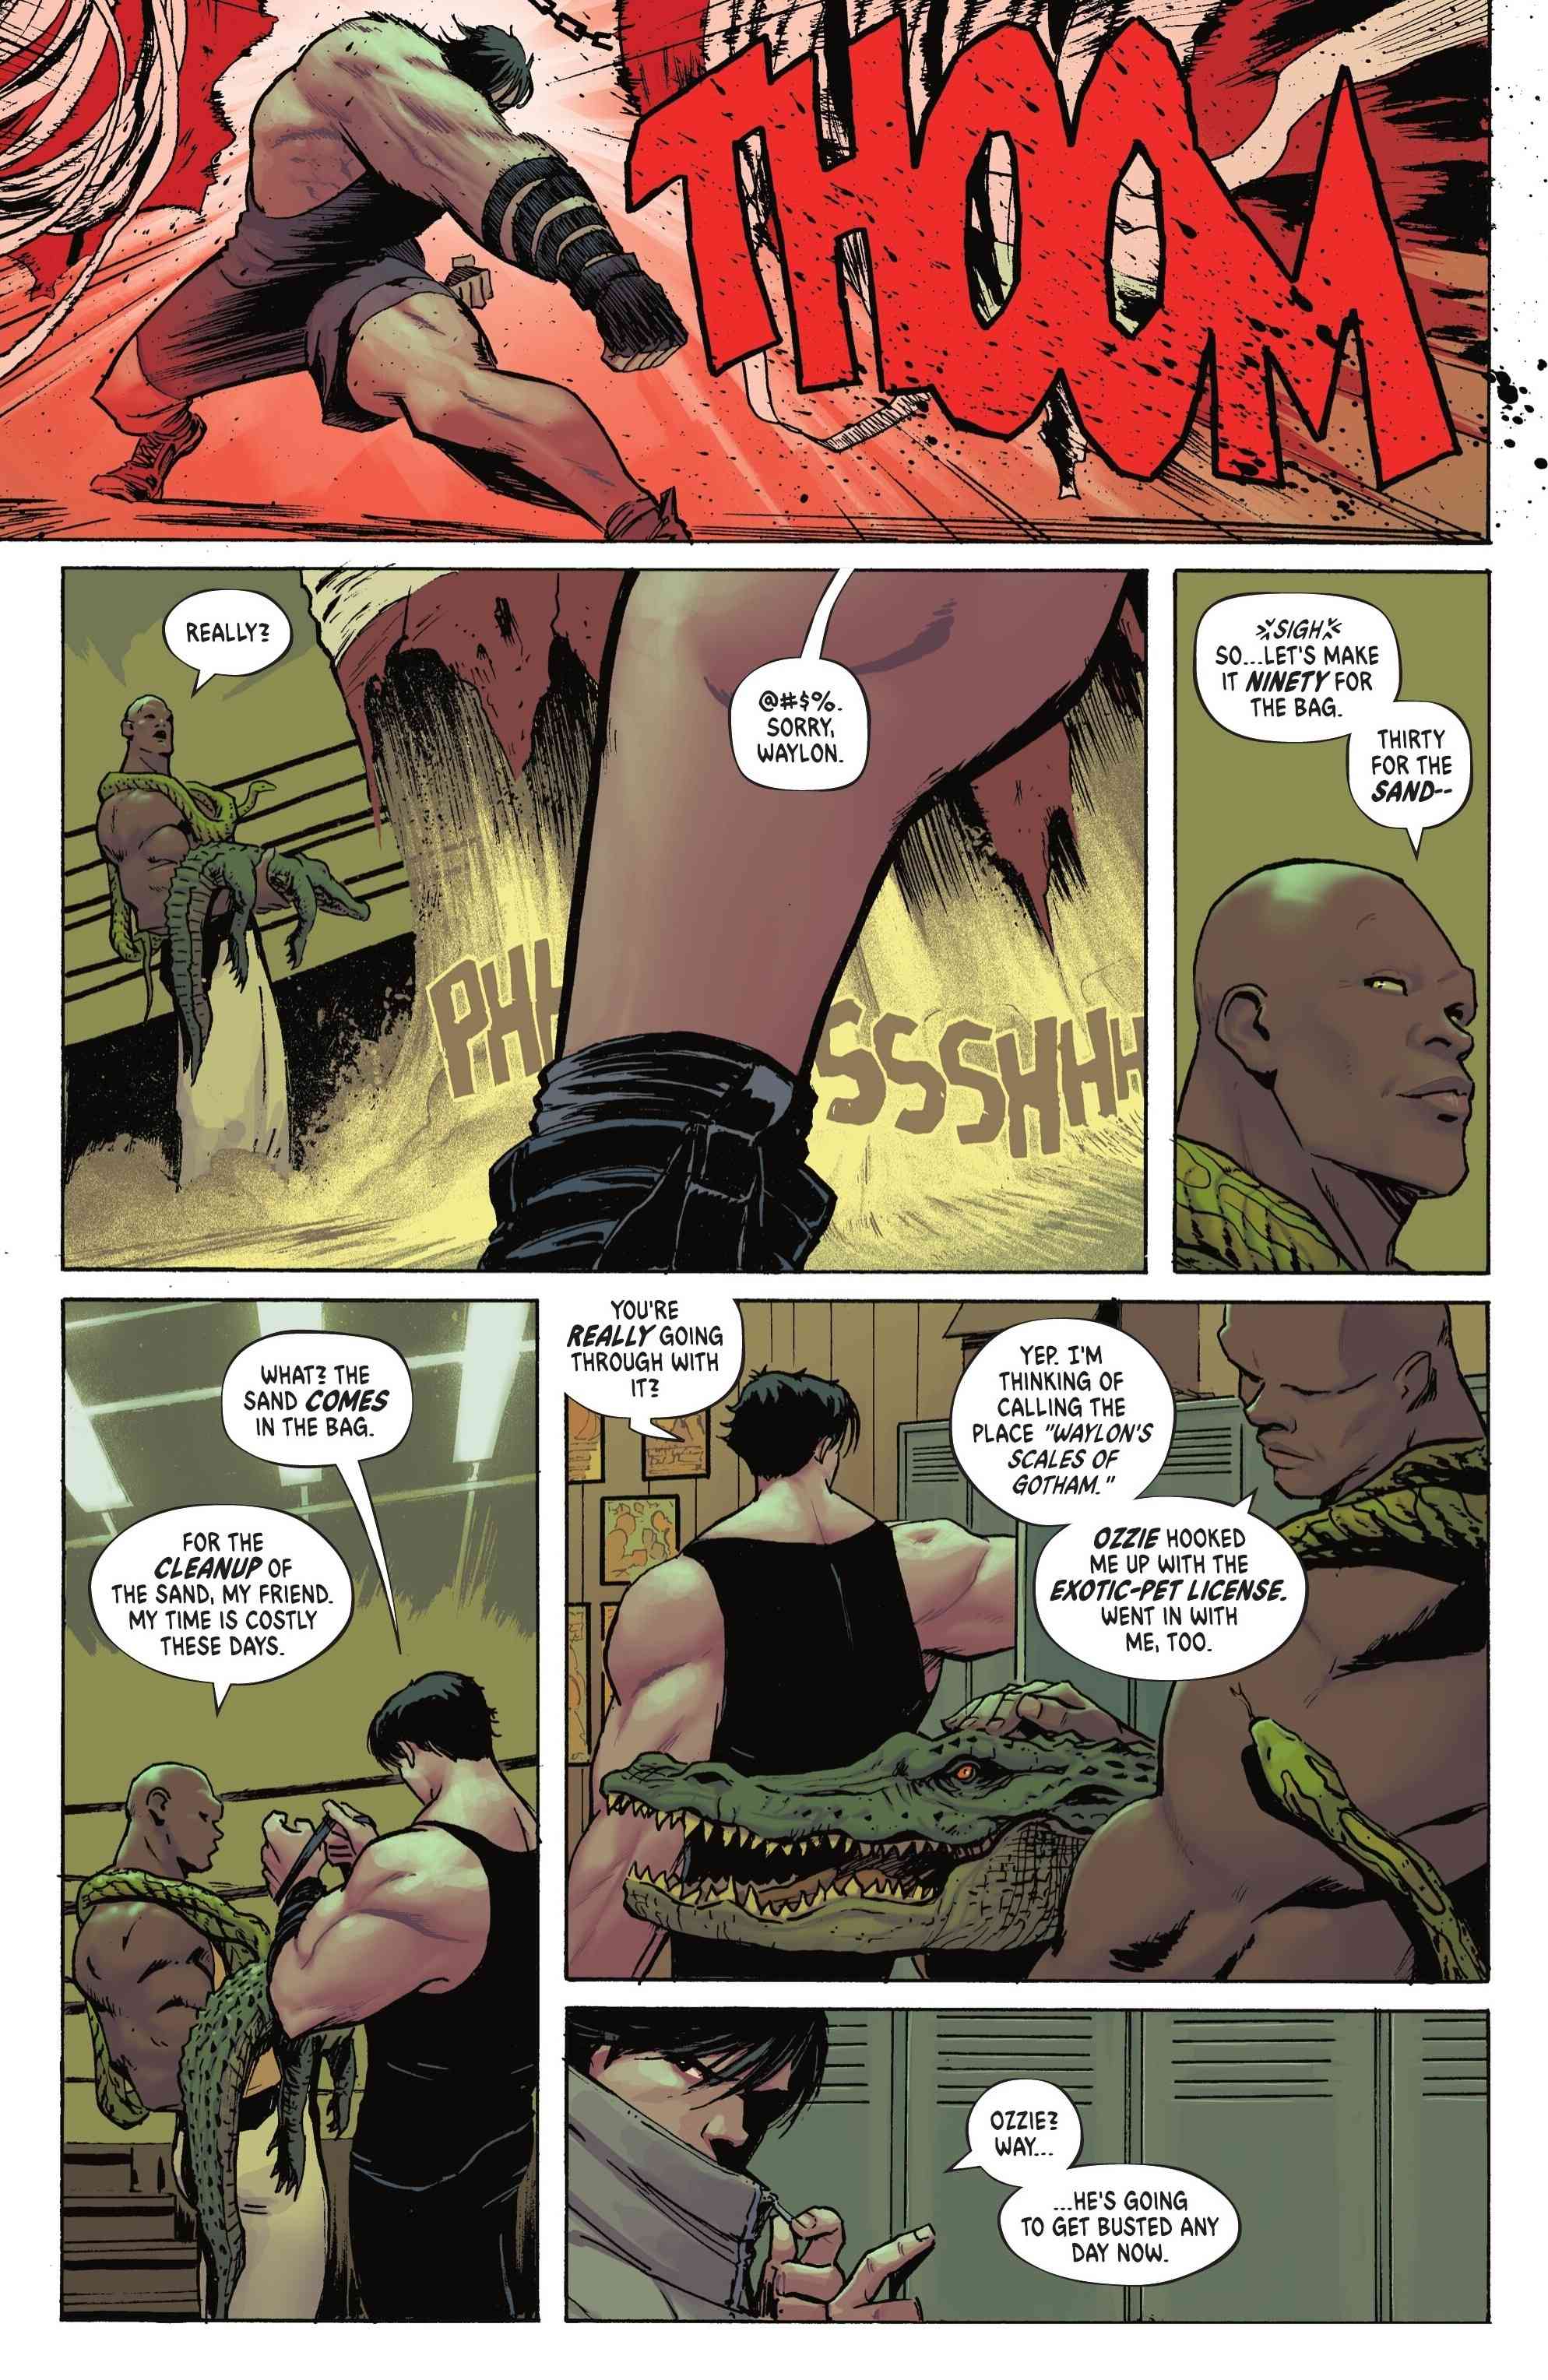 THOOM
REALLY?
@#$%.
SORRY,
WAYLON.
PHH
SSSSHHHH
SIGH
SO...LET'S MAKE
IT NINETY FOR
THE BAG.
THIRTY
FOR THE
SAND--
WHAT? THE
SAND COMES
IN THE BAG.
FOR THE
CLEANUP OF
THE SAND, MY FRIEND.
MY TIME IS COSTLY
THESE DAYS.
YOU'RE
REALLY GOING
THROUGH WITH
IT?
YEP. I'M
THINKING OF
CALLING THE
PLACE "WAYLON'S
SCALES OF
GOTHAM."
OZZIE HOOKED
ME UP WITH THE
EXOTIC-PET LICENSE.
WENT IN WITH
ME, TOO.
OZZIE?
WAY...
...HE'S GOING
TO GET BUSTED ANY
DAY NOW.